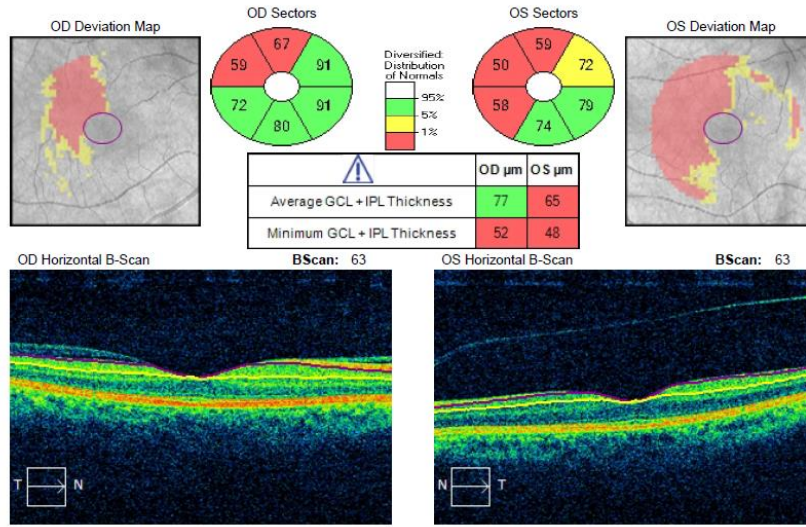 OD Deviation Map
OD Sectors
OS Sectors
OS Deviation Map
67
59
91
72
91
80
Diversified:
Distribution
of Normals
95%
5%
1%
59
50
72
58
79
74
OD µm OS µm
Average GCL + IPL Thickness 77 65
Minimum GCL + IPL Thickness 52 48
OD Horizontal B-Scan BScan: 63
OS Horizontal B-Scan BScan: 63
T N
N T